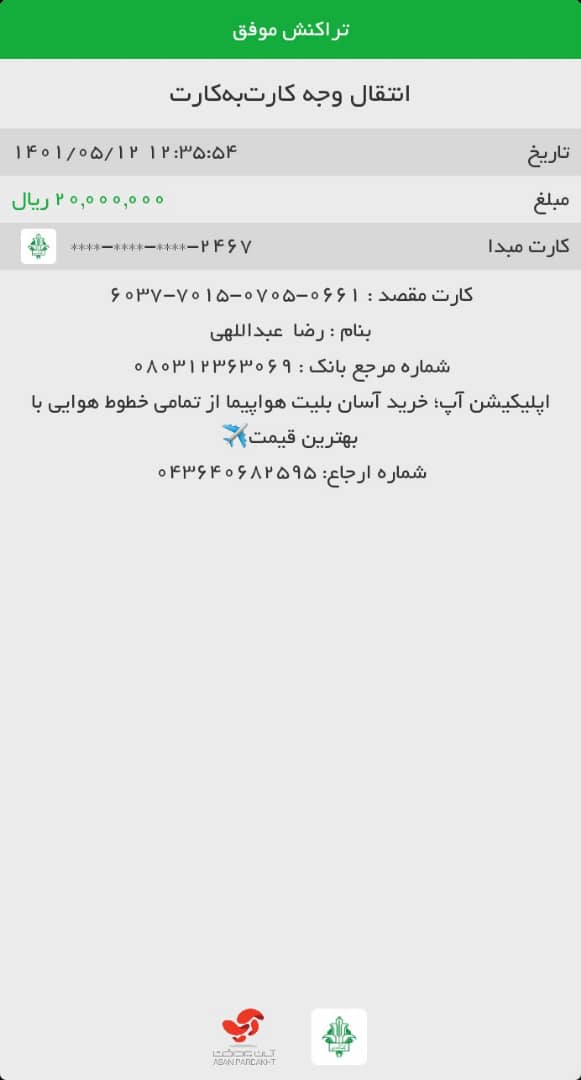 تراکنش موفق
انتقال وجه کارت‌به‌کارت
تاریخ ۱۴۰۱/۰۵/۱۲ ۱۲:۳۵:۵۴
مبلغ ۲۰,۰۰۰,۰۰۰ ریال
کارت مبدا ****-****-****-۲۴۶۷
کارت مقصد : ۶۰۳۷-۷۰۱۵-۰۷۰۵-۰۶۶۱
بنام : رضا عبداللهی
شماره مرجع بانک : ۰۸۰۳۱۲۳۶۳۰۶۹
اپلیکیشن آپ؛ خرید آسان بلیت هواپیما از تمامی خطوط هوایی با
بهترین قیمت✈️
شماره ارجاع: ۰۴۳۶۴۰۶۸۲۵۹۵
آسان پرداخت
ASAN PARDAKHT